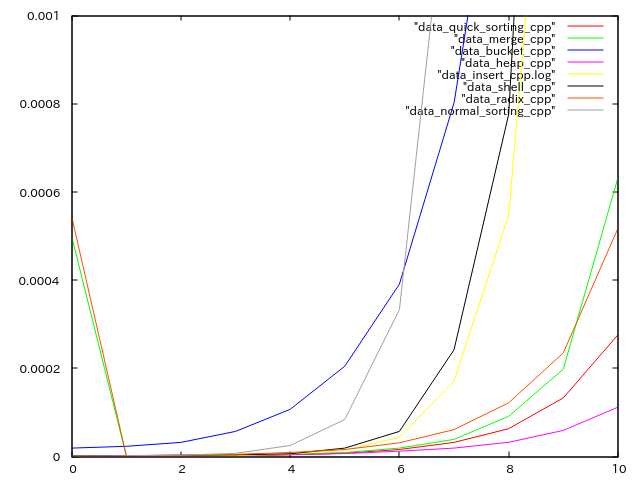 0.001
0.0008
0.0006
0.0004
0.0002
0
0
2
4
6
8
10
"data_quick_sorting_cpp"
"data_merge_cpp"
"data_bucket_cpp"
"data_heap_cpp"
"data_insert_cpp.log"
"data_shell_cpp"
"data_radix_cpp"
"data_normal_sorting_cpp"